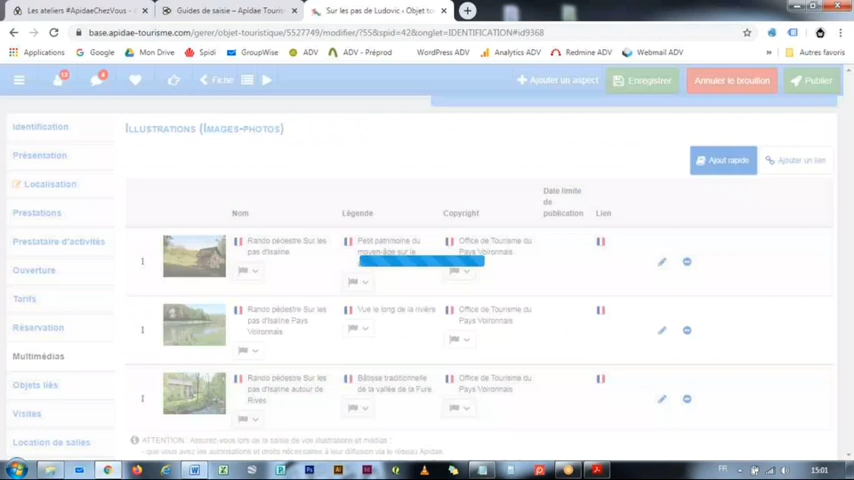 Les ateliers #ApidaeChezVous -
Guides de saisie – Apidae Tourism
Sur les pas de Ludovic • Objet to
base.apidae-tourisme.com/gerer/objet-touristique/5527749/modifier/?55&spid=42&onglet=IDENTIFICATION#id9368
Applications
Google
Mon Drive
Spidi
GroupWise
ADV
ADV - Préprod
WordPress ADV
Analytics ADV
Redmine ADV
Webmail ADV
Autres favoris
Fiche
Ajouter un aspect
Enregistrer
Annuler le brouillon
Publier
Identification
Présentation
Localisation
Prestations
Prestataire d'activités
Ouverture
Tarifs
Réservation
Multimédias
Objets liés
Visites
Location de salles
Illustrations (Images-photos)
Ajout rapide
Ajouter un lien
Nom
Légende
Copyright
Date limite
de
publication
Lien
1
Rando pédestre Sur les
pas d'Isaline
Petit patrimoine du
moyen-âge sur le
Office de Tourisme du
Pays Voironnais
1
Rando pédestre Sur les
pas d'Isaline Pays
Voironnais
Vue le long de la rivière
Office de Tourisme du
Pays Voironnais
1
Rando pédestre Sur les
pas d'Isaline autour de
Rives
Bâtisse traditionnelle
de la vallée de la Fure
Office de Tourisme du
Pays Voironnais
ATTENTION : Assurez-vous lors de la saisie de vos illustrations et médias :
- que vous avez les autorisations et droits nécessaires à leur diffusion via le réseau Apidae.
FR
15:01